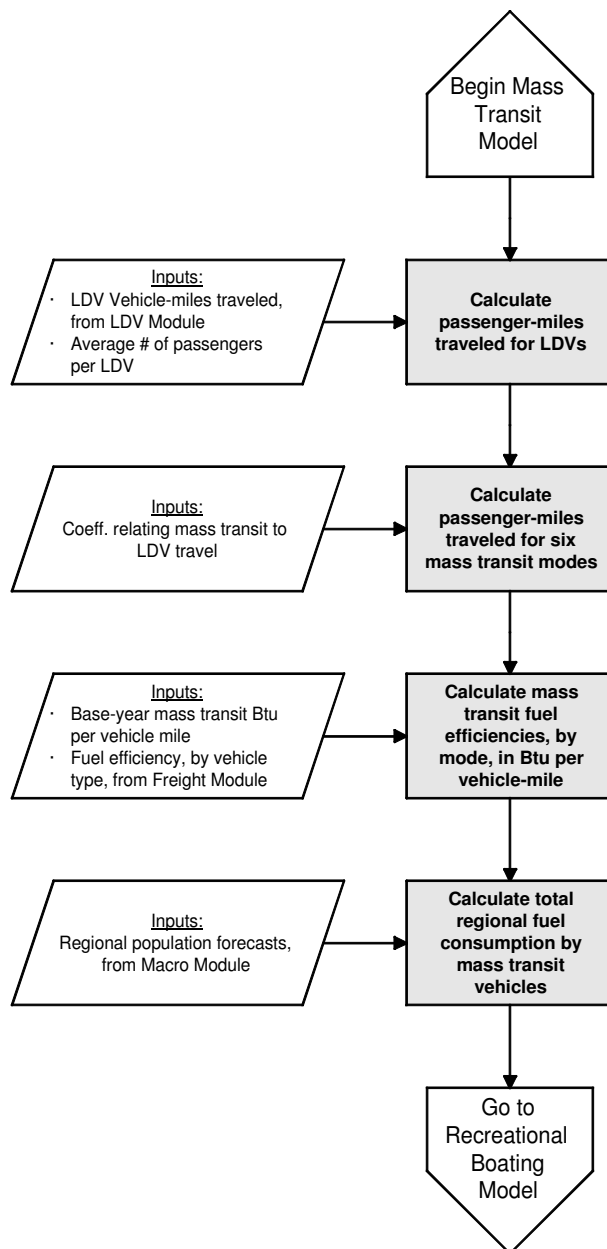 Begin Mass
Transit
Model
Inputs:
· LDV Vehicle-miles traveled,
from LDV Module
· Average # of passengers
per LDV
Calculate
passenger-miles
traveled for LDVs
Inputs:
Coeff. relating mass transit to
LDV travel
Calculate
passenger-miles
traveled for six
mass transit modes
Inputs:
· Base-year mass transit Btu
per vehicle mile
· Fuel efficiency, by vehicle
type, from Freight Module
Calculate mass
transit fuel
efficiencies, by
mode, in Btu per
vehicle-mile
Inputs:
Regional population forecasts,
from Macro Module
Calculate total
regional fuel
consumption by
mass transit
vehicles
Go to
Recreational
Boating
Model